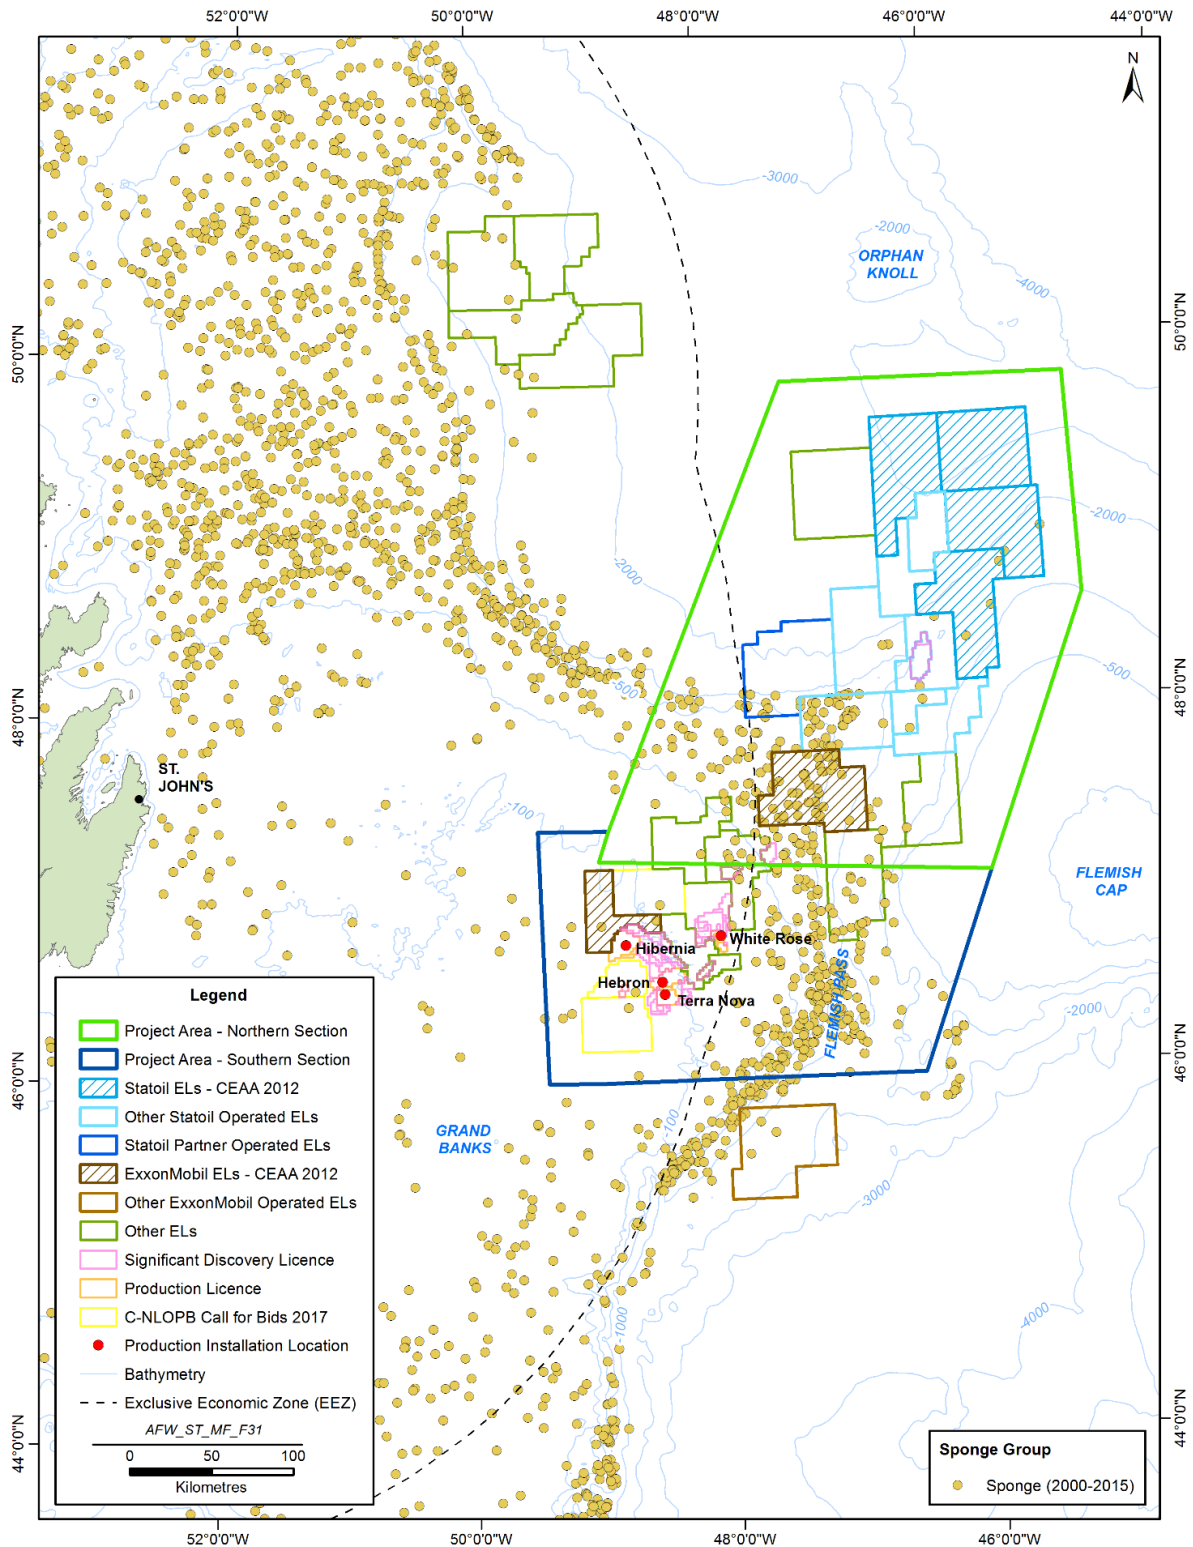 52°0'0"W
50°0'0"W
48°0'0"W
46°0'0"W
44°0'0"W
N
-3000
-2000
ORPHAN
KNOLL
-4000
50°0'0"N
50°0'0"N
-2000
-2000
-500
-500
48°0'0"N
48°0'0"N
ST.
JOHN'S
-100
FLEMISH
CAP
White Rose
Hibernia
Hebron
Terra Nova
FLEMISH PASS
-2000
46°0'0"N
46°0'0"N
-100
GRAND
BANKS
-3000
-1000
-4000
44°0'0"N
44°0'0"N
Legend
Project Area - Northern Section
Project Area - Southern Section
Statoil ELs - CEAA 2012
Other Statoil Operated ELs
Statoil Partner Operated ELs
ExxonMobil ELs - CEAA 2012
Other ExxonMobil Operated ELs
Other ELs
Significant Discovery Licence
Production Licence
C-NLOPB Call for Bids 2017
Production Installation Location
Bathymetry
Exclusive Economic Zone (EEZ)
AFW_ST_MF_F31
0 50 100
Kilometres
Sponge Group
Sponge (2000-2015)
52°0'0"W
50°0'0"W
48°0'0"W
46°0'0"W